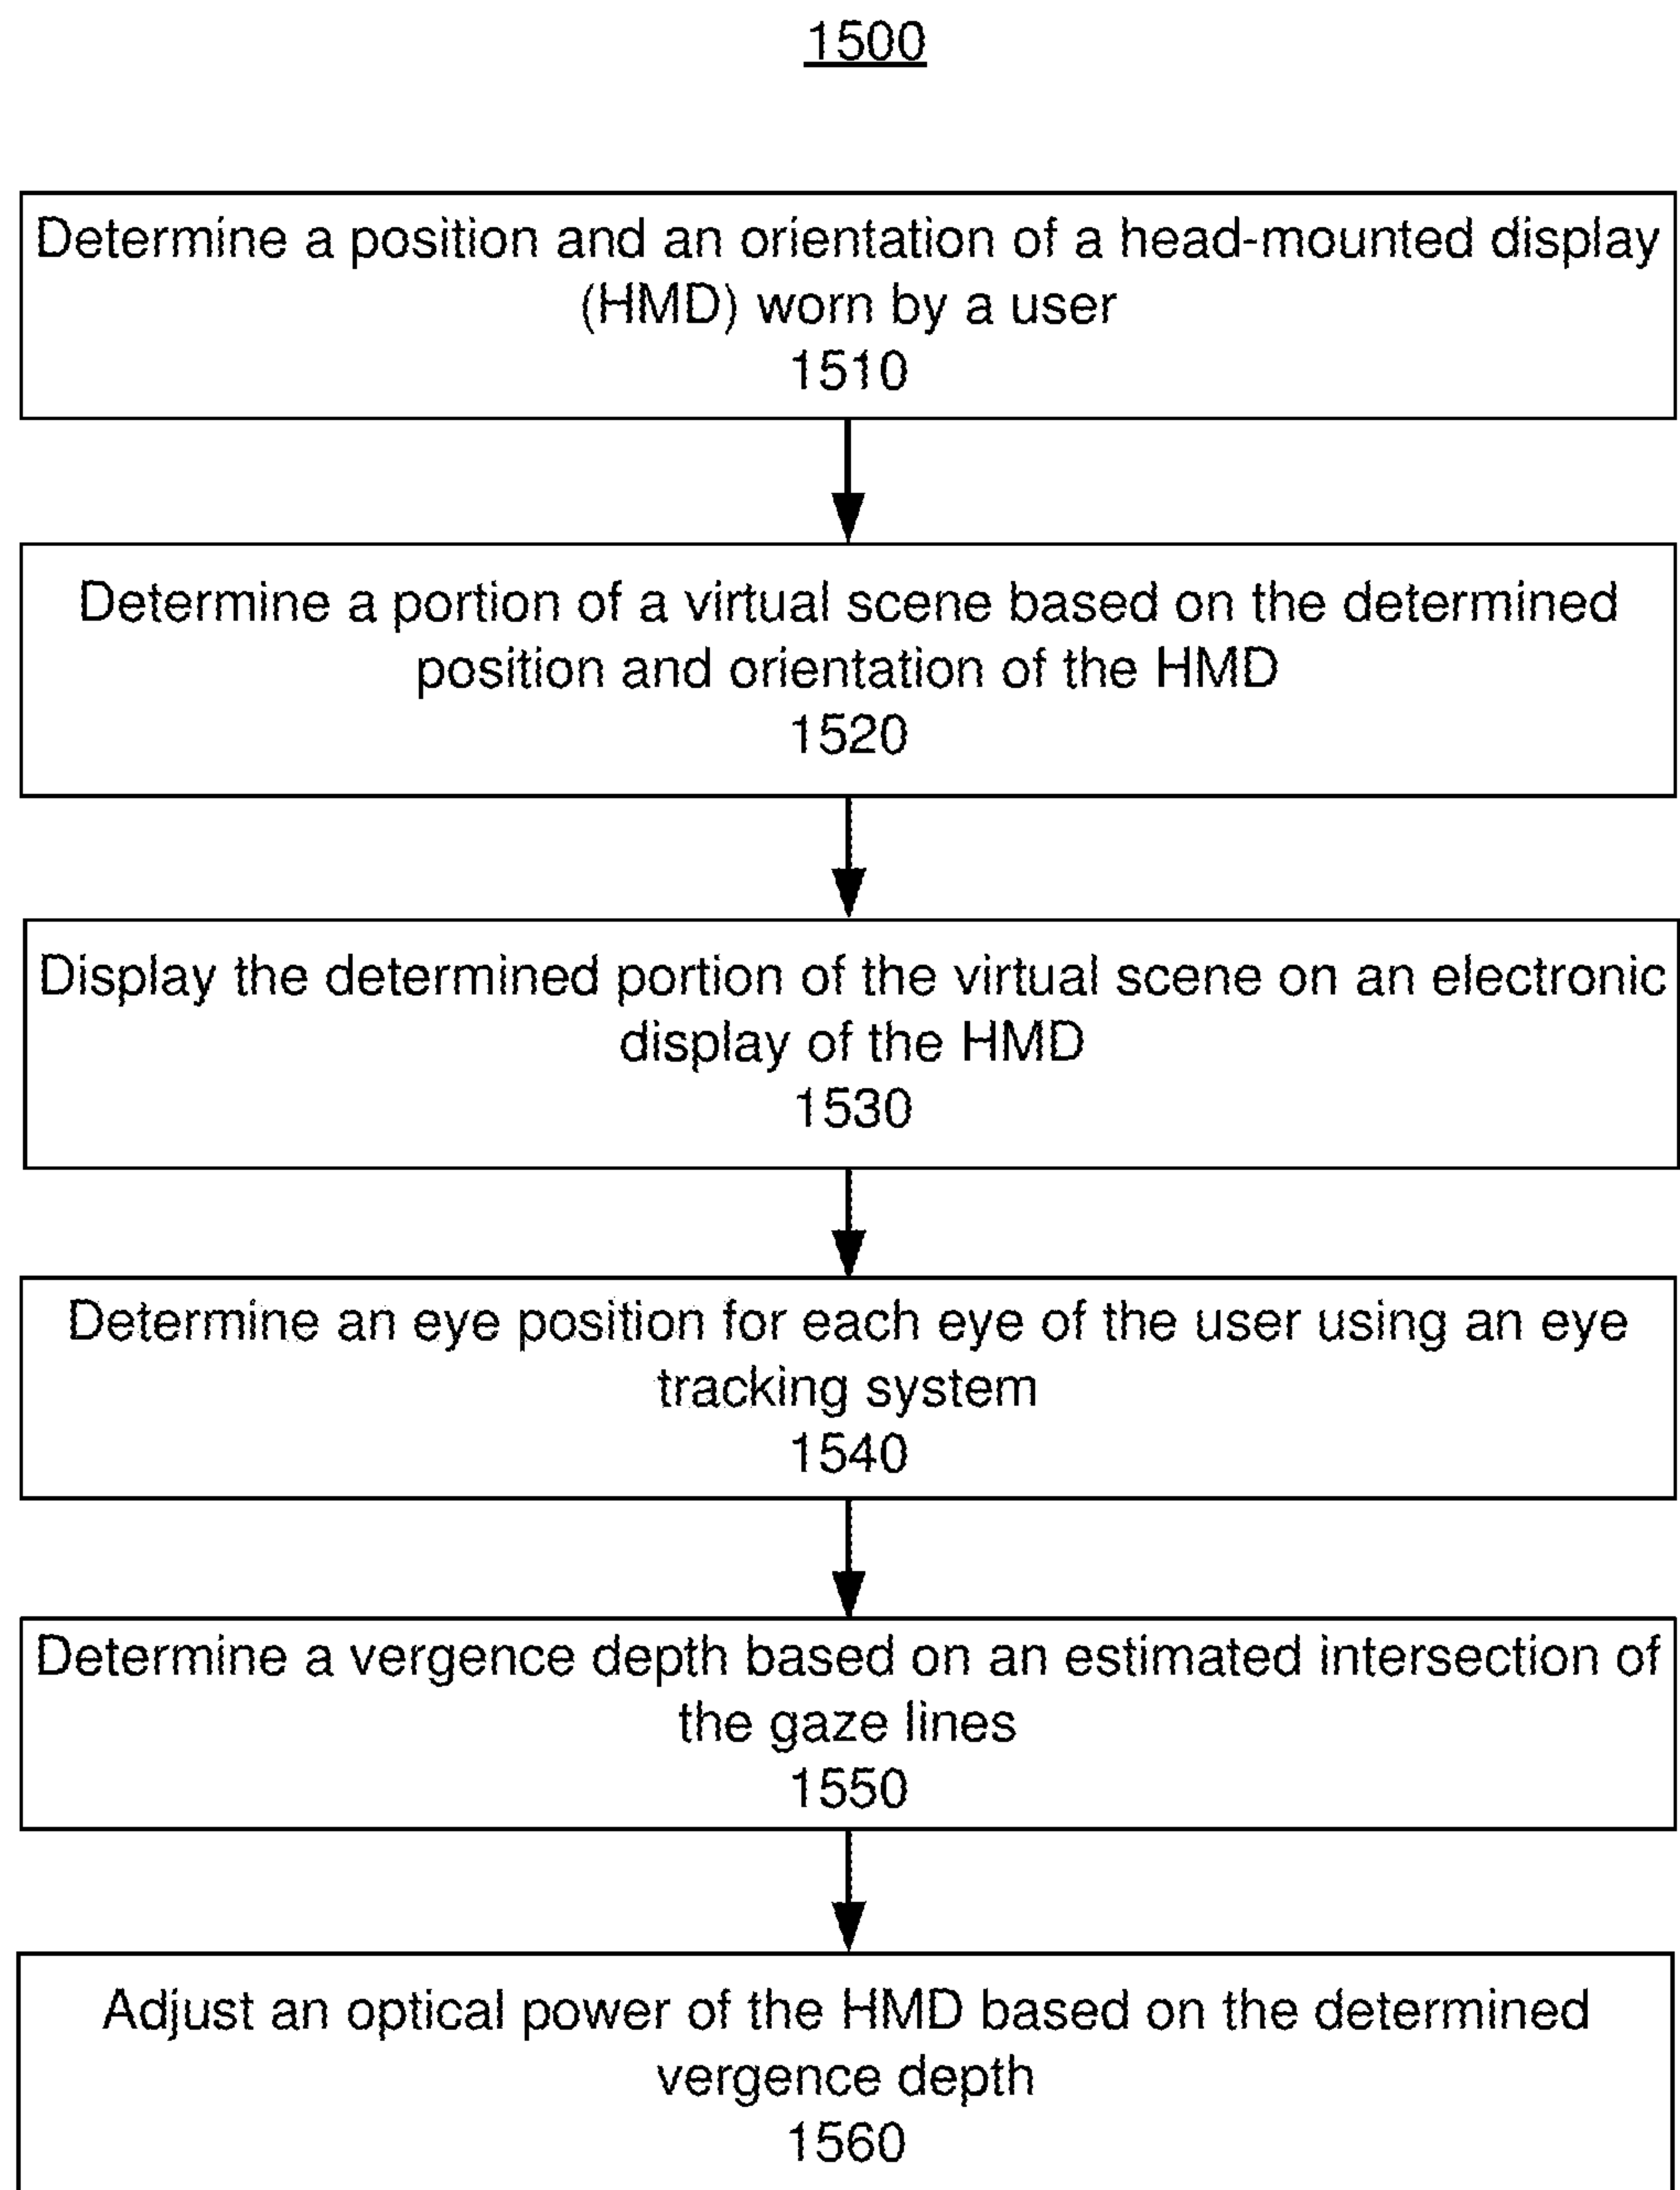 1500
Determine a position and an orientation of a head-mounted display
(HMD) worn by a user
1510
Determine a portion of a virtual scene based on the determined
position and orientation of the HMD
1520
Display the determined portion of the virtual scene on an electronic
display of the HMD
1530
Determine an eye position for each eye of the user using an eye
tracking system
1540
Determine a vergence depth based on an estimated intersection of
the gaze lines
1550
Adjust an optical power of the HMD based on the determined
vergence depth
1560